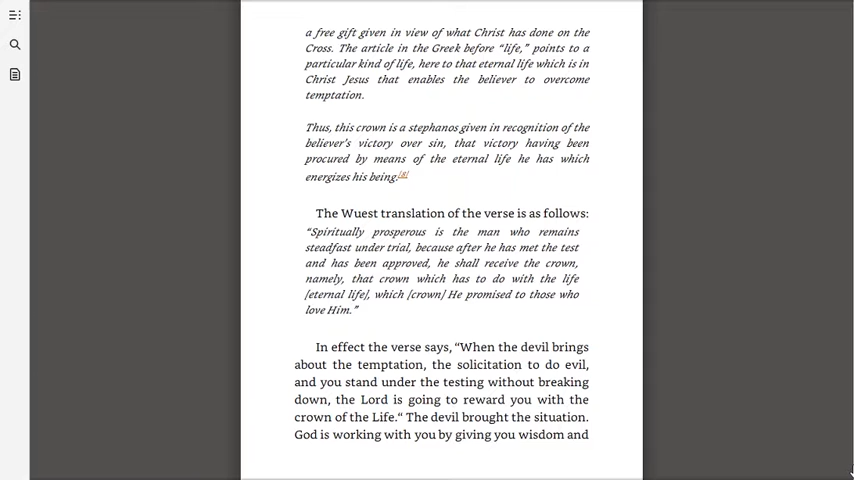 a free gift given in view of what Christ has done on the
Cross. The article in the Greek before “life,” points to a
particular kind of life, here to that eternal life which is in
Christ Jesus that enables the believer to overcome
temptation.
Thus, this crown is a stephanos given in recognition of the
believer’s victory over sin, that victory having been
procured by means of the eternal life he has which
energizes his being.[8]
The Wuest translation of the verse is as follows:
“Spiritually prosperous is the man who remains
steadfast under trial, because after he has met the test
and has been approved, he shall receive the crown,
namely, that crown which has to do with the life
[eternal life], which [crown] He promised to those who
love Him.”
In effect the verse says, “When the devil brings
about the temptation, the solicitation to do evil,
and you stand under the testing without breaking
down, the Lord is going to reward you with the
crown of the Life.“ The devil brought the situation.
God is working with you by giving you wisdom and